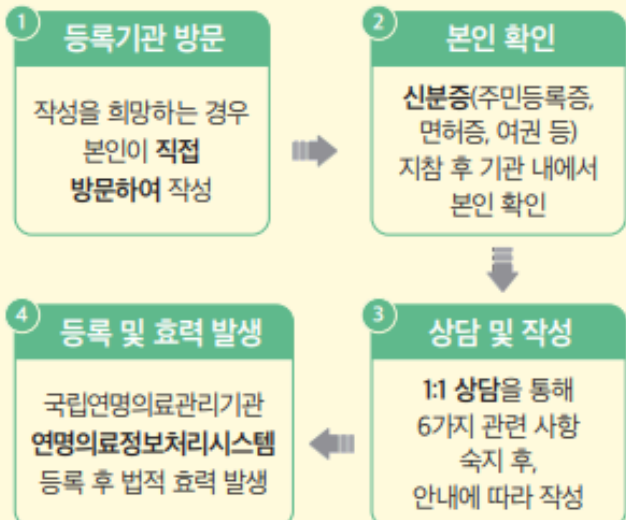 1
등록기관 방문
작성을 희망하는 경우
본인이 직접
방문하여 작성
2
본인 확인
신분증(주민등록증,
면허증, 여권 등)
지참 후 기관 내에서
본인 확인
3
상담 및 작성
1:1 상담을 통해
6가지 관련 사항
숙지 후,
안내에 따라 작성
4
등록 및 효력 발생
국립연명의료관리기관
연명의료정보처리시스템
등록 후 법적 효력 발생